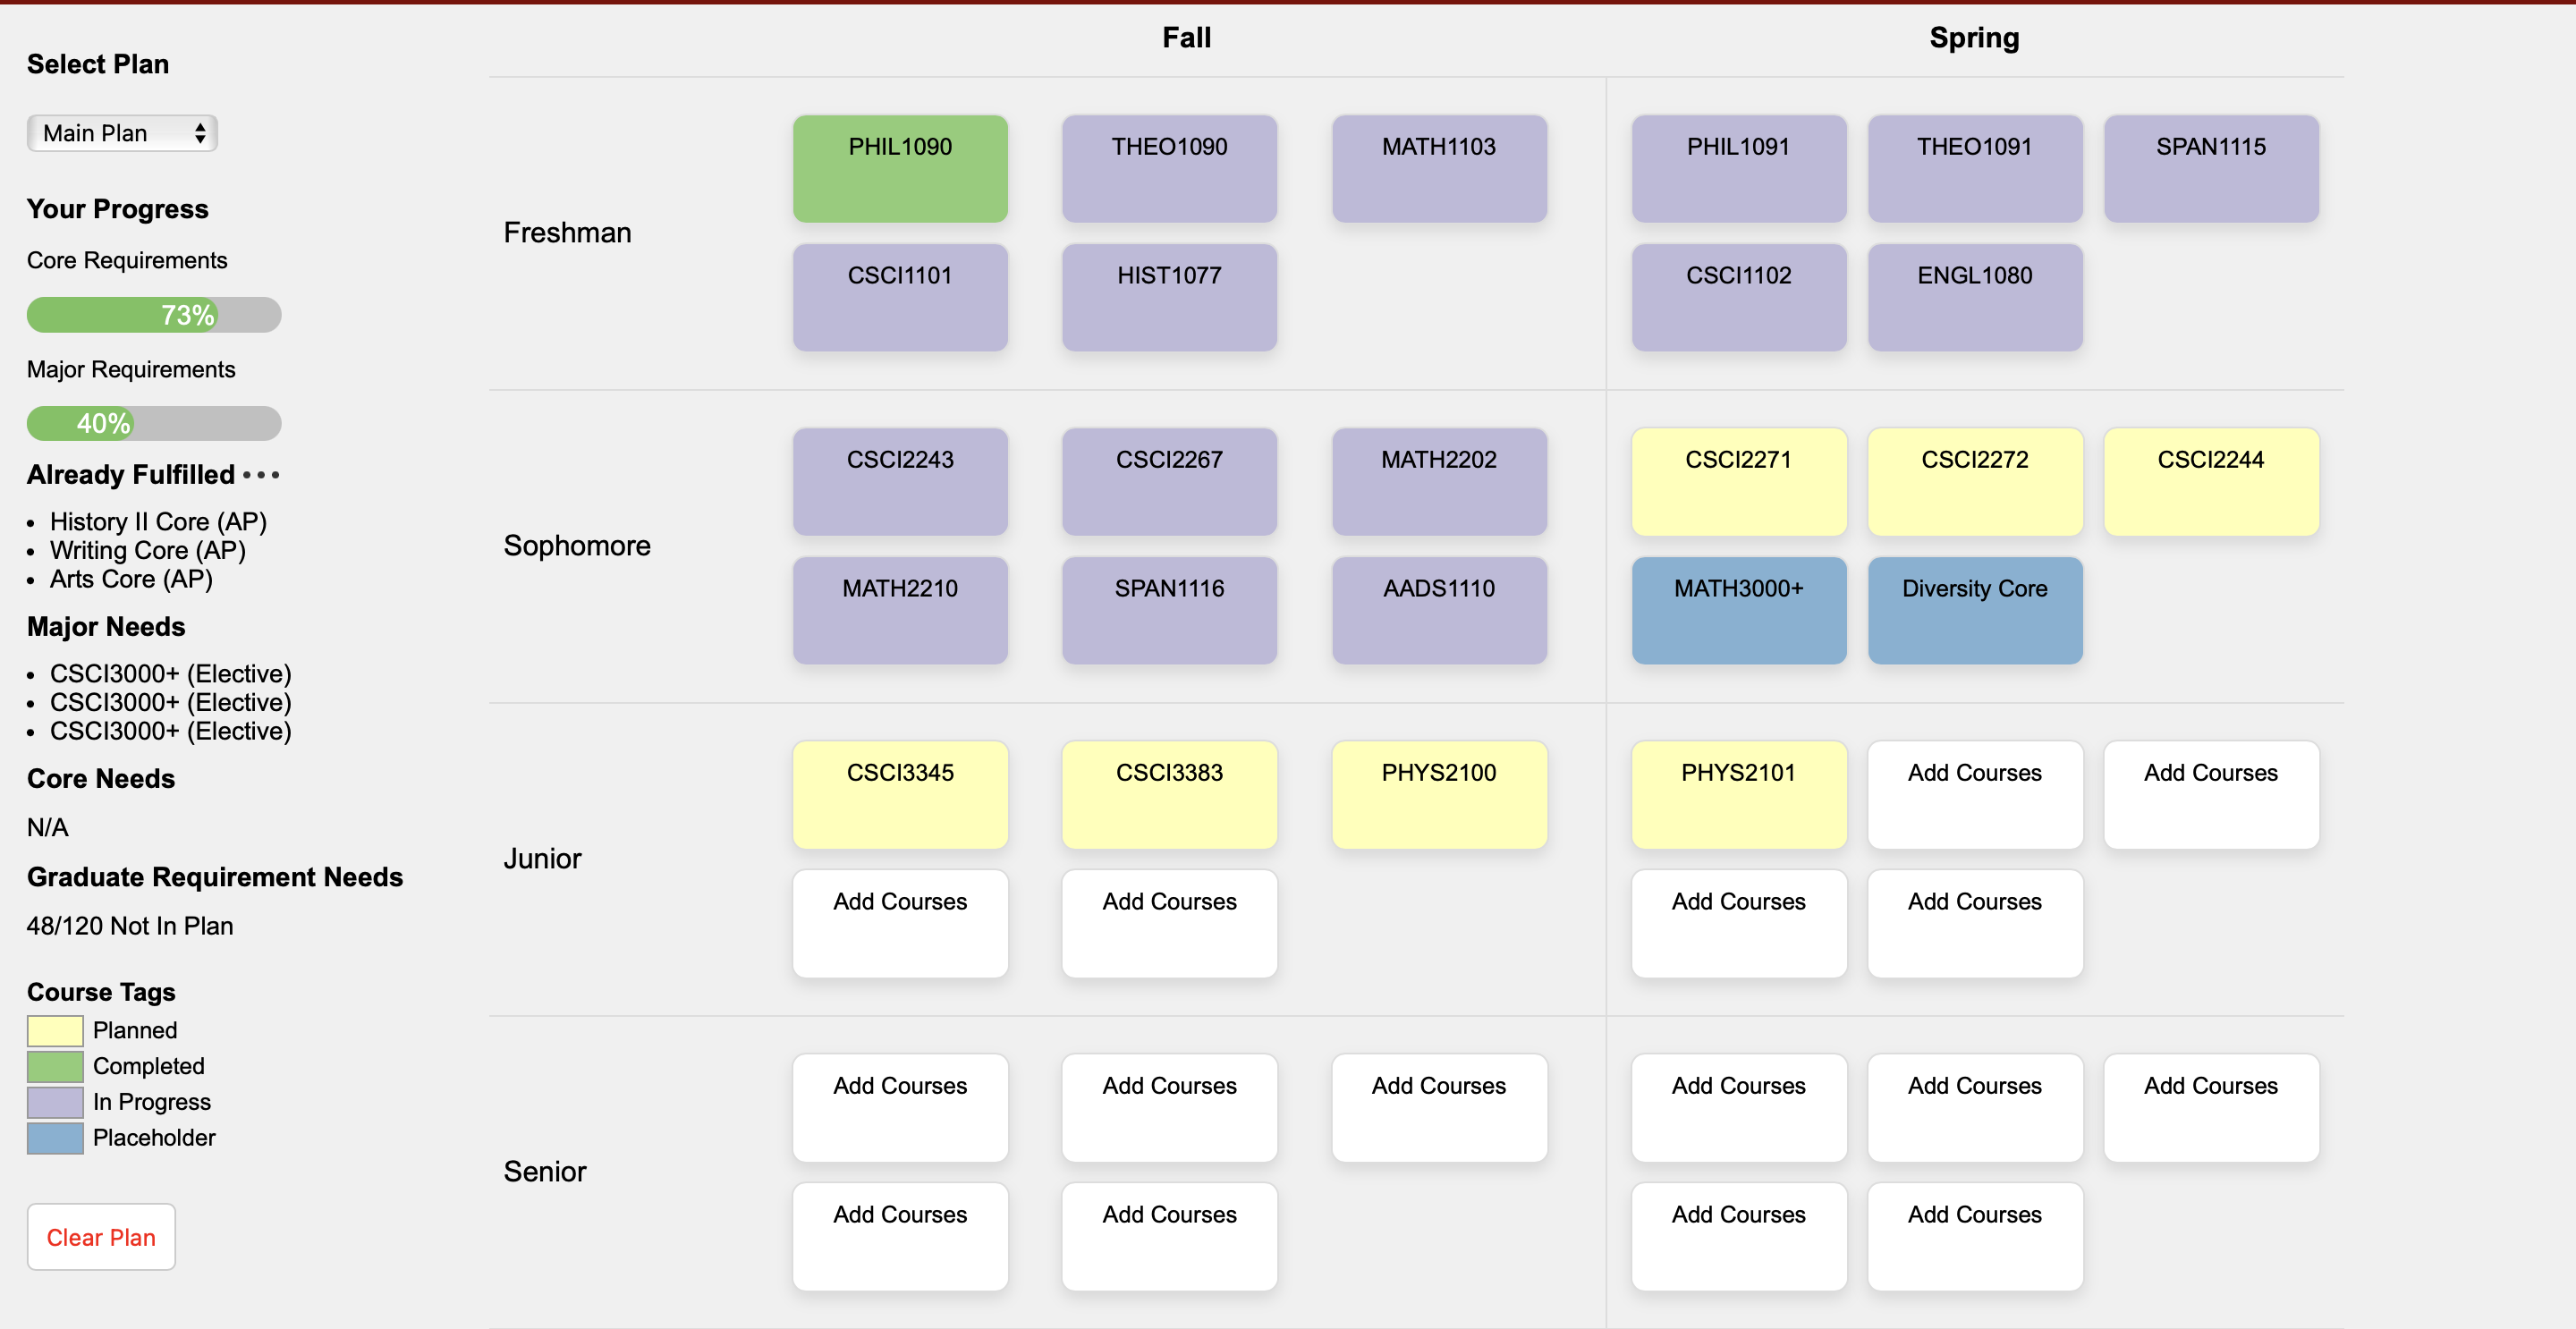 Select Plan
Main Plan
Your Progress
Core Requirements
73%
Major Requirements
40%
Already Fulfilled •••
• History II Core (AP)
• Writing Core (AP)
• Arts Core (AP)
Major Needs
• CSCI3000+ (Elective)
• CSCI3000+ (Elective)
• CSCI3000+ (Elective)
Core Needs
N/A
Graduate Requirement Needs
48/120 Not In Plan
Course Tags
Planned
Completed
In Progress
Placeholder
Clear Plan
Fall Spring
Freshman
PHIL1090 THEO1090 MATH1103 PHIL1091 THEO1091 SPAN1115
CSCI1101 HIST1077 CSCI1102 ENGL1080
Sophomore
CSCI2243 CSCI2267 MATH2202 CSCI2271 CSCI2272 CSCI2244
MATH2210 SPAN1116 AADS1110 MATH3000+ Diversity Core
Junior
CSCI3345 CSCI3383 PHYS2100 PHYS2101 Add Courses Add Courses
Add Courses Add Courses Add Courses Add Courses
Senior
Add Courses Add Courses Add Courses Add Courses Add Courses Add Courses
Add Courses Add Courses Add Courses Add Courses